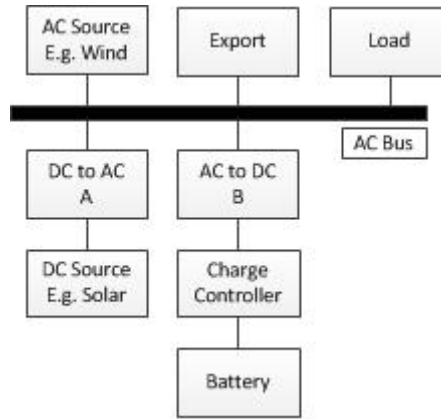 AC Source
E.g. Wind
Export
Load
AC Bus
DC to AC
A
AC to DC
B
DC Source
E.g. Solar
Charge
Controller
Battery